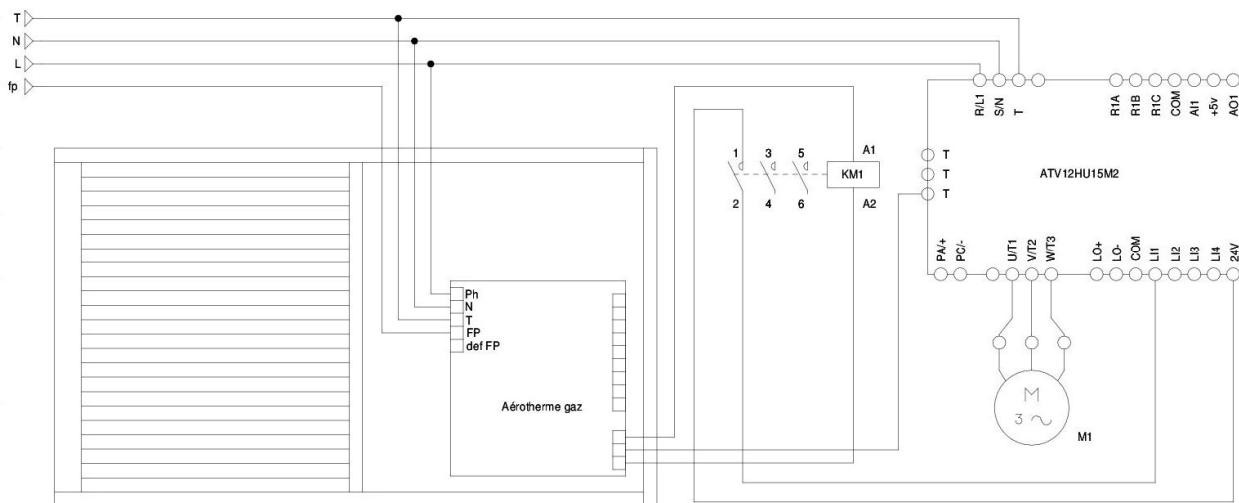 T
N
L
fp
R/L1
S/N
T
R1A
R1B
R1C
COM
AI1
+5v
AO1
1
3
5
A1
T
T
T
ATV12HU15M2
KM1
2
4
6
A2
PA/+
PC/-
U/T1
V/T2
W/T3
LO+
LO-
COM
LI1
LI2
LI3
LI4
24V
Ph
N
T
FP
def FP
Aérotherme gaz
M
3 ~
M1